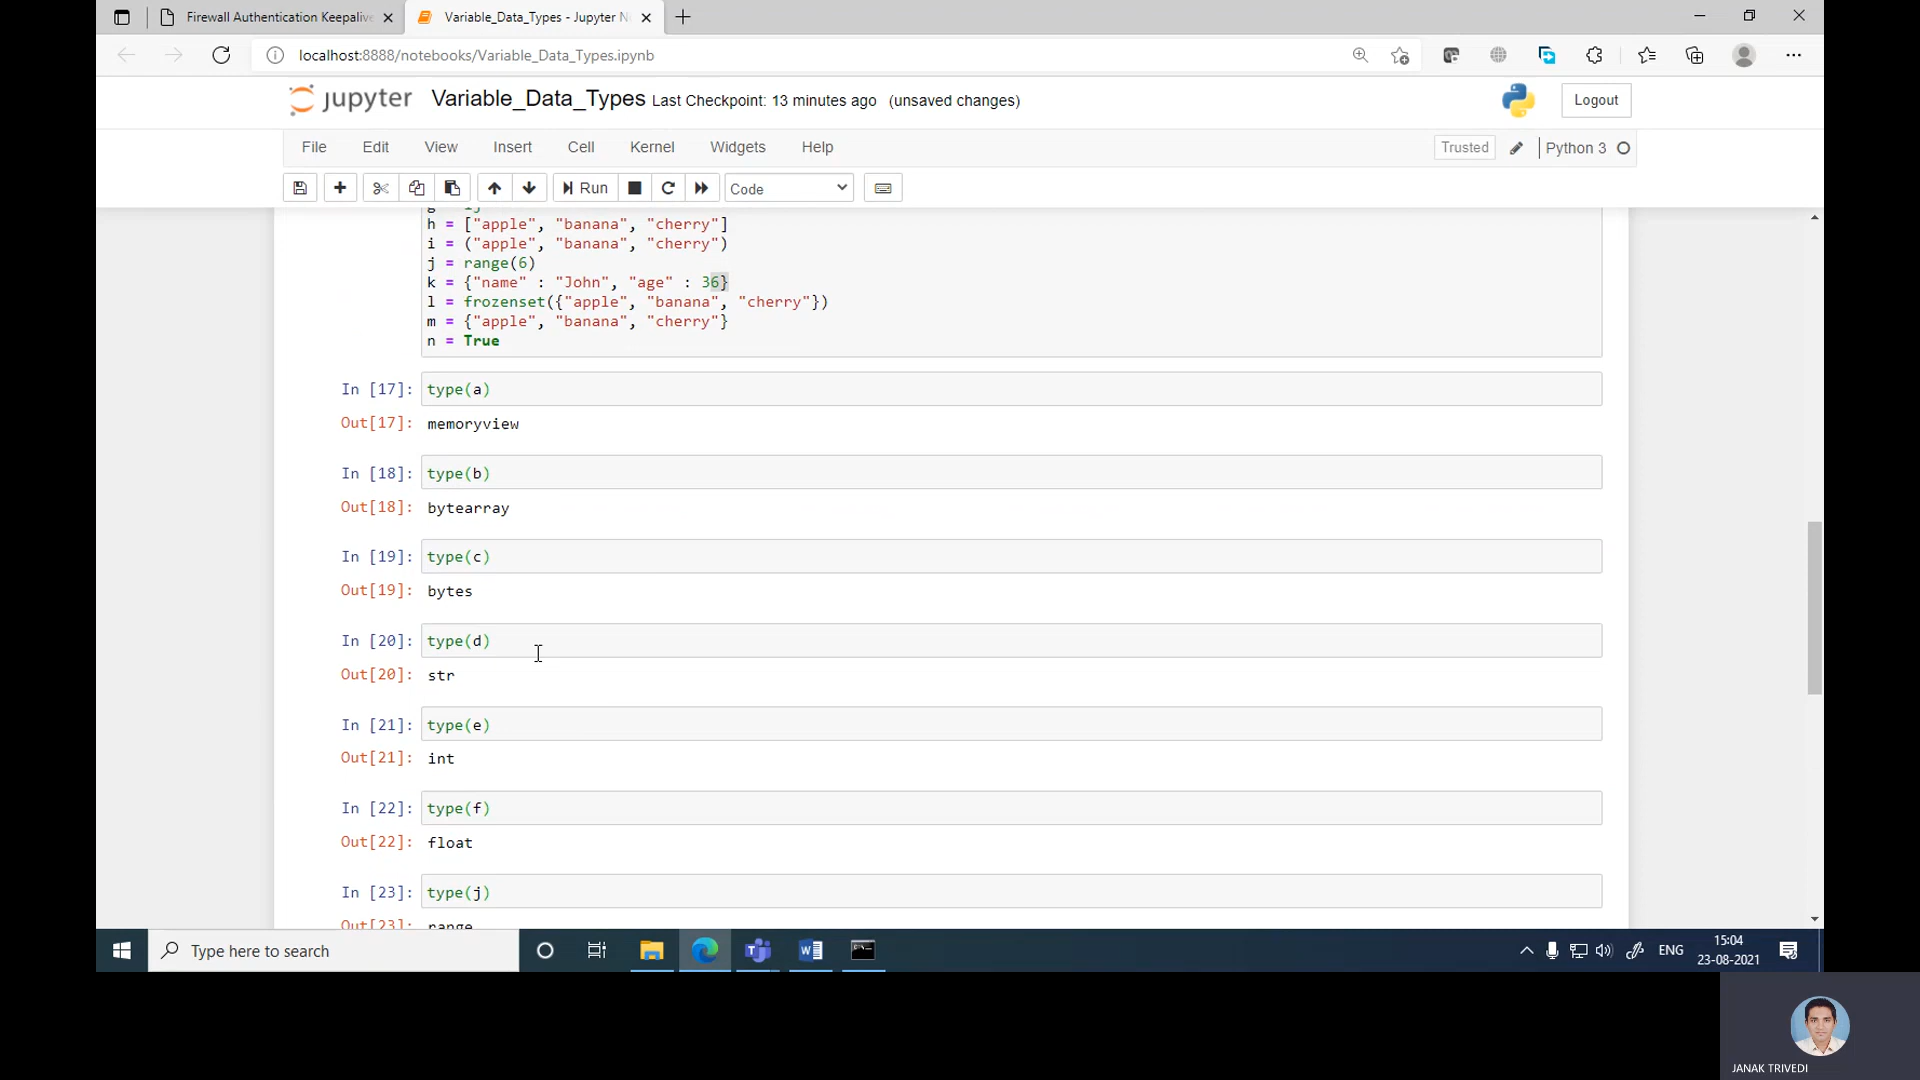 Firewall Authentication Keepalive
Variable_Data_Types - Jupyter N
localhost:8888/notebooks/Variable_Data_Types.ipynb
jupyter Variable_Data_Types Last Checkpoint: 13 minutes ago (unsaved changes)
Logout
File Edit View Insert Cell Kernel Widgets Help
Trusted
Python 3
Run
Code
h = ["apple", "banana", "cherry"]
i = ("apple", "banana", "cherry")
j = range(6)
k = {"name" : "John", "age" : 36}
l = frozenset({"apple", "banana", "cherry"})
m = {"apple", "banana", "cherry"}
n = True
In [17]: type(a)
Out[17]: memoryview
In [18]: type(b)
Out[18]: bytearray
In [19]: type(c)
Out[19]: bytes
In [20]: type(d)
Out[20]: str
In [21]: type(e)
Out[21]: int
In [22]: type(f)
Out[22]: float
In [23]: type(j)
Out[23]: range
Type here to search
ENG
15:04
23-08-2021
JANAK TRIVEDI